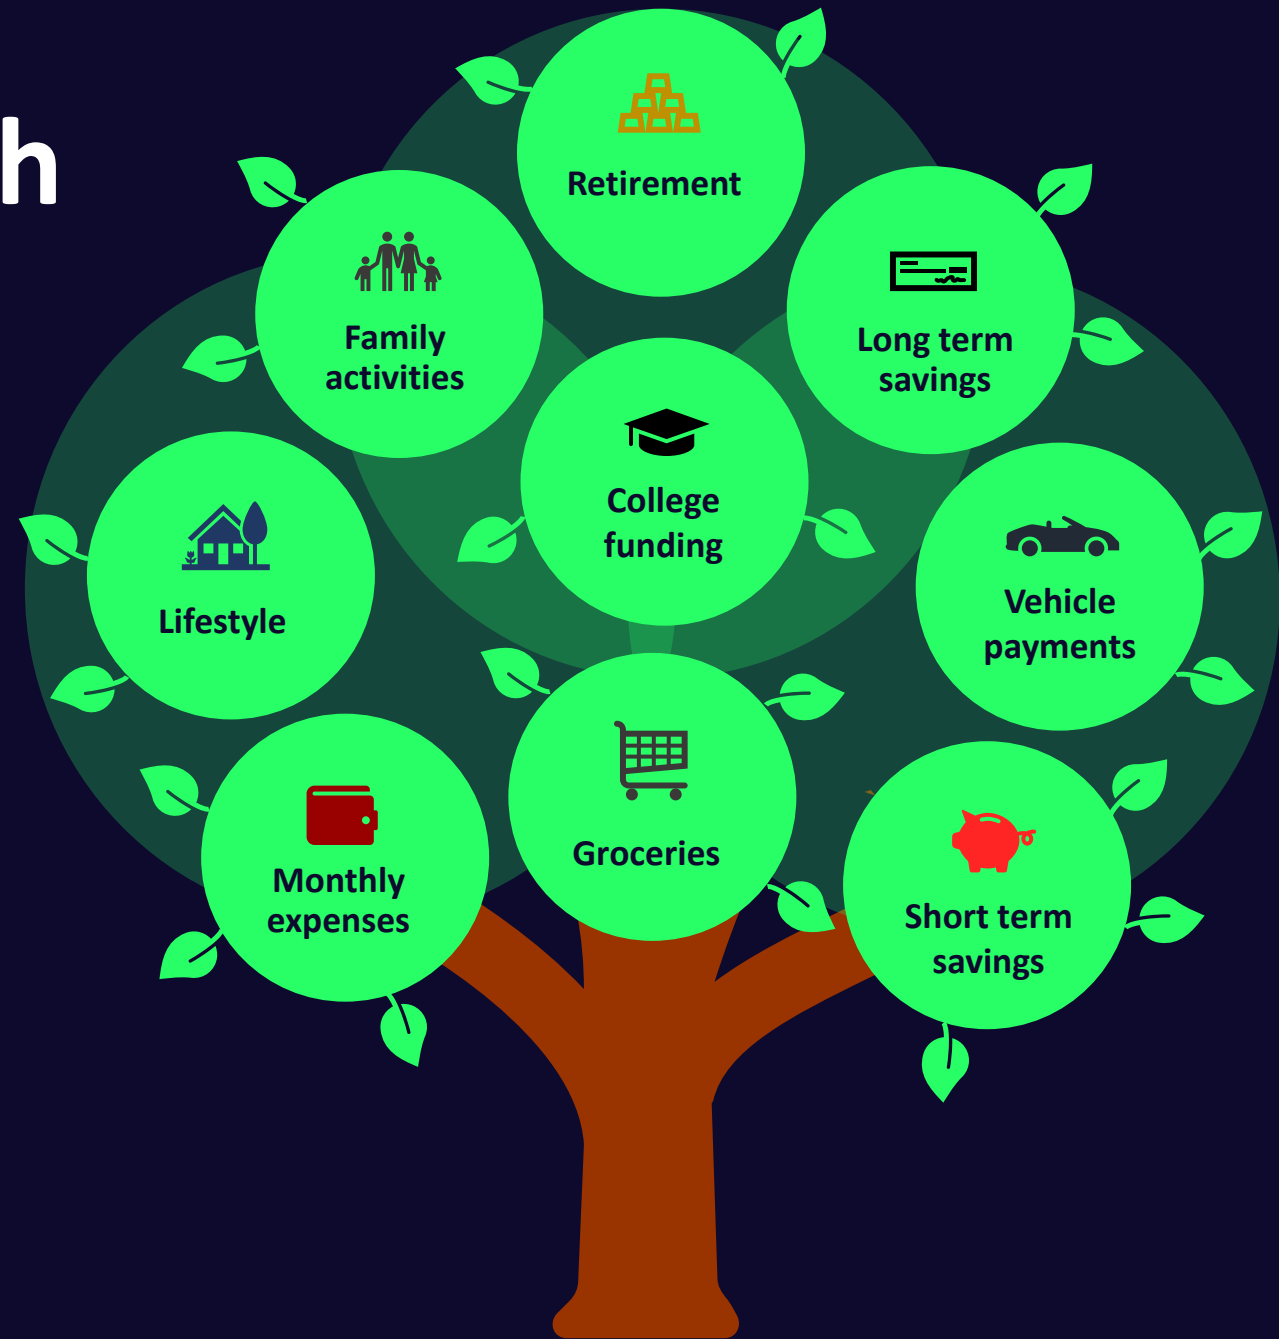 h
Retirement
Family
activities
Long term
savings
College
funding
Lifestyle
Vehicle
payments
Monthly
expenses
Groceries
Short term
savings